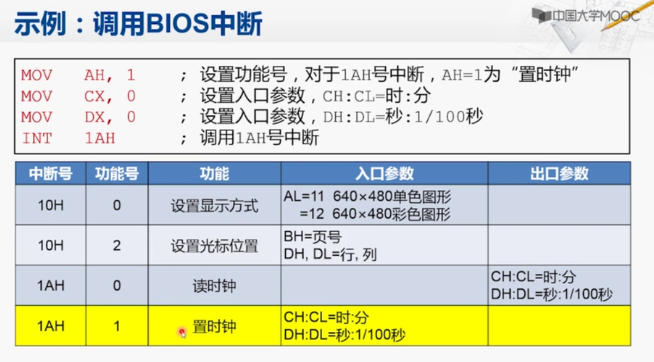 示例：调用BIOS中断
中国大学MOOC
MOV AH, 1 ; 设置功能号，对于1AH号中断，AH=1为“置时钟”
MOV CX, 0 ; 设置入口参数，CH:CL=时:分
MOV DX, 0 ; 设置入口参数，DH:DL=秒:1/100秒
INT 1AH ; 调用1AH号中断
中断号 功能号 功能 入口参数 出口参数
10H 0 设置显示方式 AL=11 640×480单色图形
=12 640×480彩色图形
10H 2 设置光标位置 BH=页号
DH, DL=行, 列
1AH 0 读时钟 CH:CL=时:分
DH:DL=秒:1/100秒
1AH 1 置时钟 CH:CL=时:分
DH:DL=秒:1/100秒